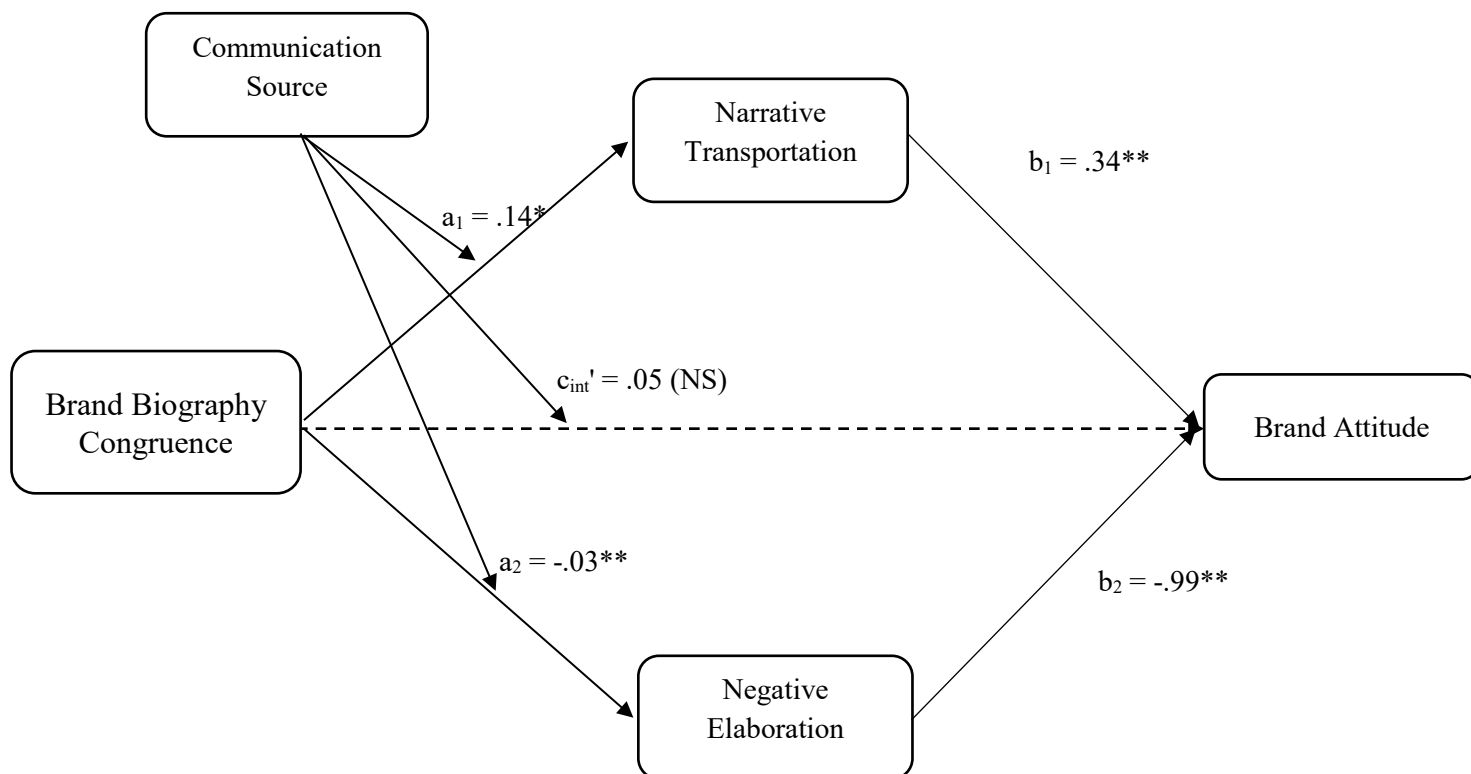 Communication
Source
Narrative
Transportation
b₁ = .34**
a₁ = .14*
c_int' = .05 (NS)
Brand Biography
Congruence
Brand Attitude
a₂ = -.03**
b₂ = -.99**
Negative
Elaboration